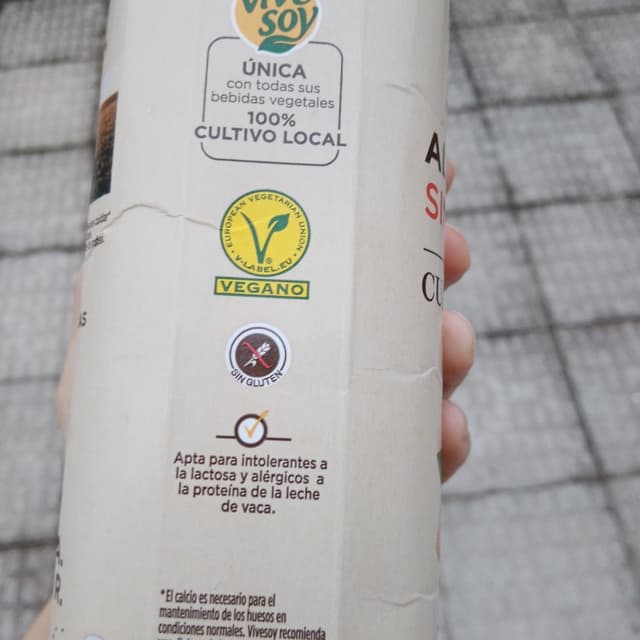 VIVE
SOY
ÚNICA
con todas sus
bebidas vegetales
100%
CULTIVO LOCAL
EUROPEAN VEGETARIAN UNION
V-LABEL.EU
VEGANO
SIN GLUTEN
Apta para intolerantes a
la lactosa y alérgicos a
la proteína de la leche
de vaca.
*El calcio es necesario para el
mantenimiento de los huesos en
condiciones normales. Vivesoy recomienda